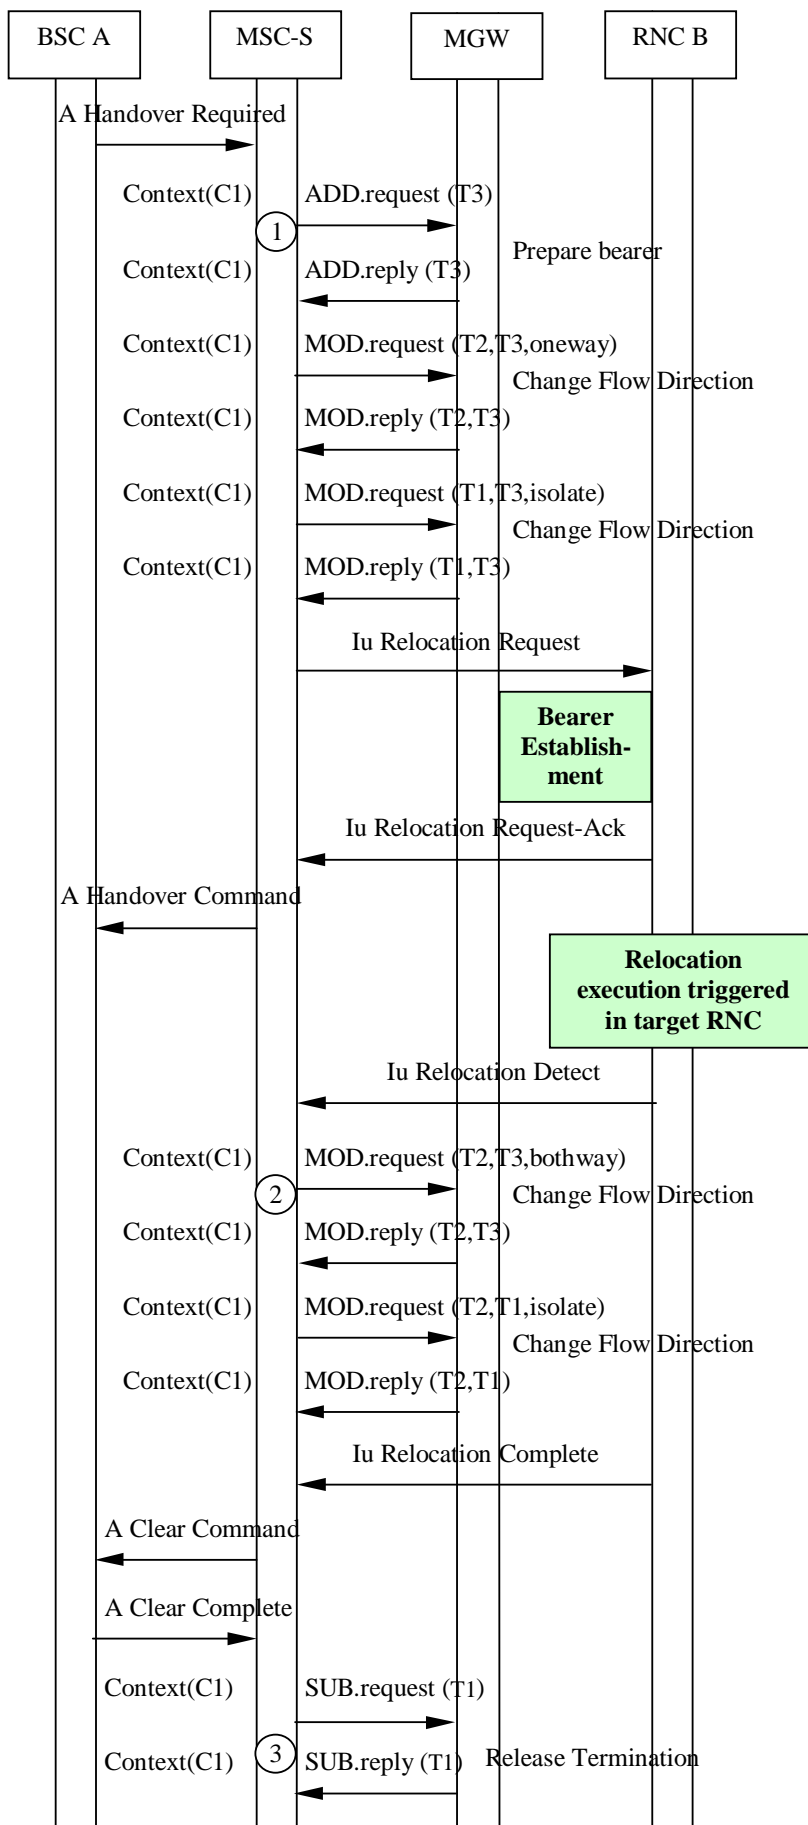 BSC A
MSC-S
MGW
RNC B
A Handover Required
Context(C1)
ADD.request (T3)
1
Prepare bearer
Context(C1)
ADD.reply (T3)
Context(C1)
MOD.request (T2,T3,oneway)
Change Flow Direction
Context(C1)
MOD.reply (T2,T3)
Context(C1)
MOD.request (T1,T3,isolate)
Change Flow Direction
Context(C1)
MOD.reply (T1,T3)
Iu Relocation Request
Bearer
Establish-
ment
Iu Relocation Request-Ack
A Handover Command
Relocation
execution triggered
in target RNC
Iu Relocation Detect
Context(C1)
MOD.request (T2,T3,bothway)
2
Change Flow Direction
Context(C1)
MOD.reply (T2,T3)
Context(C1)
MOD.request (T2,T1,isolate)
Change Flow Direction
Context(C1)
MOD.reply (T2,T1)
Iu Relocation Complete
A Clear Command
A Clear Complete
Context(C1)
SUB.request (T1)
3
Context(C1)
SUB.reply (T1)
Release Termination